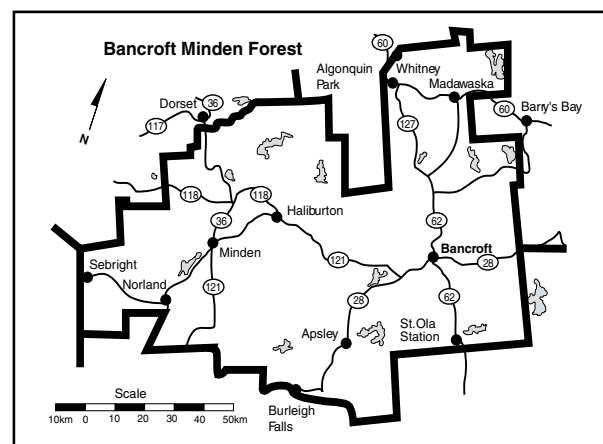 Bancroft Minden Forest
60
Algonquin
Park
Whitney
Madawaska
Dorset
36
117
N
60
Barry's Bay
127
118
118
Haliburton
36
62
Minden
Bancroft
Sebright
121
28
Norland
121
28
62
Apsley
St.Ola
Station
Burleigh
Falls
Scale
10km 0 10 20 30 40 50km